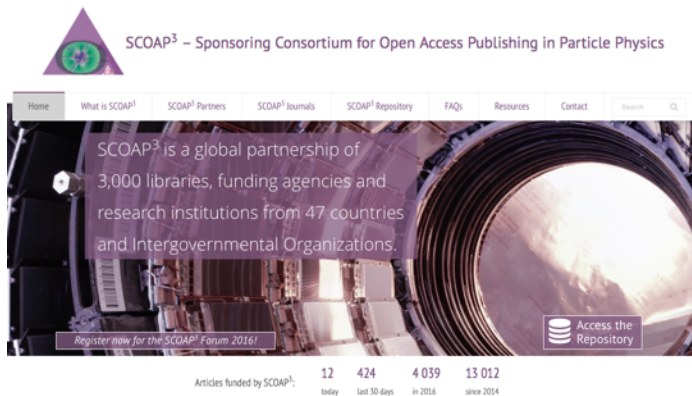 SCOAP³ – Sponsoring Consortium for Open Access Publishing in Particle Physics
Home What is SCOAP³ SCOAP³ Partners SCOAP³ Journals SCOAP³ Repository FAQs Resources Contact Search
SCOAP³ is a global partnership of
3,000 libraries, funding agencies and
research institutions from 47 countries
and Intergovernmental Organizations.
Register now for the SCOAP³ Forum 2016!
Access the
Repository
Articles funded by SCOAP³: 12 424 4 039 13 012
today last 30 days in 2016 since 2014